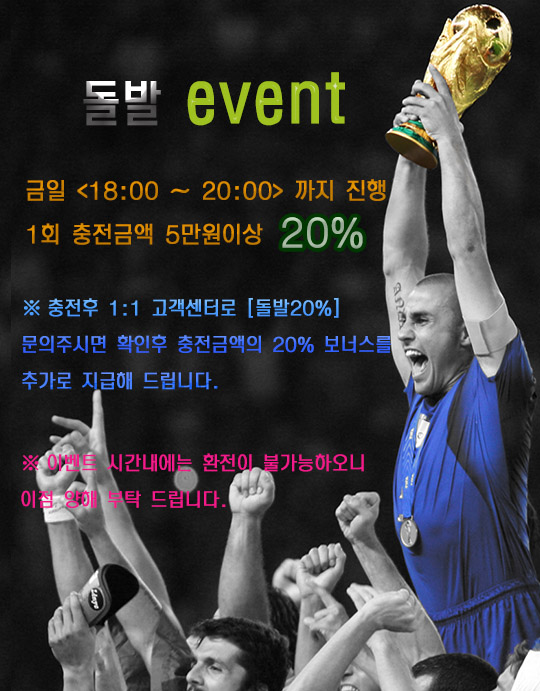 돌발 event
금일 <18:00 ~ 20:00> 까지 진행
1회 충전금액 5만원이상 20%
※ 충전후 1:1 고객센터로 [돌발20%]
문의주시면 확인후 충전금액의 20% 보너스를
추가로 지급해 드립니다.
※ 이벤트 시간내에는 환전이 불가능하오니
이점 양해 부탁 드립니다.